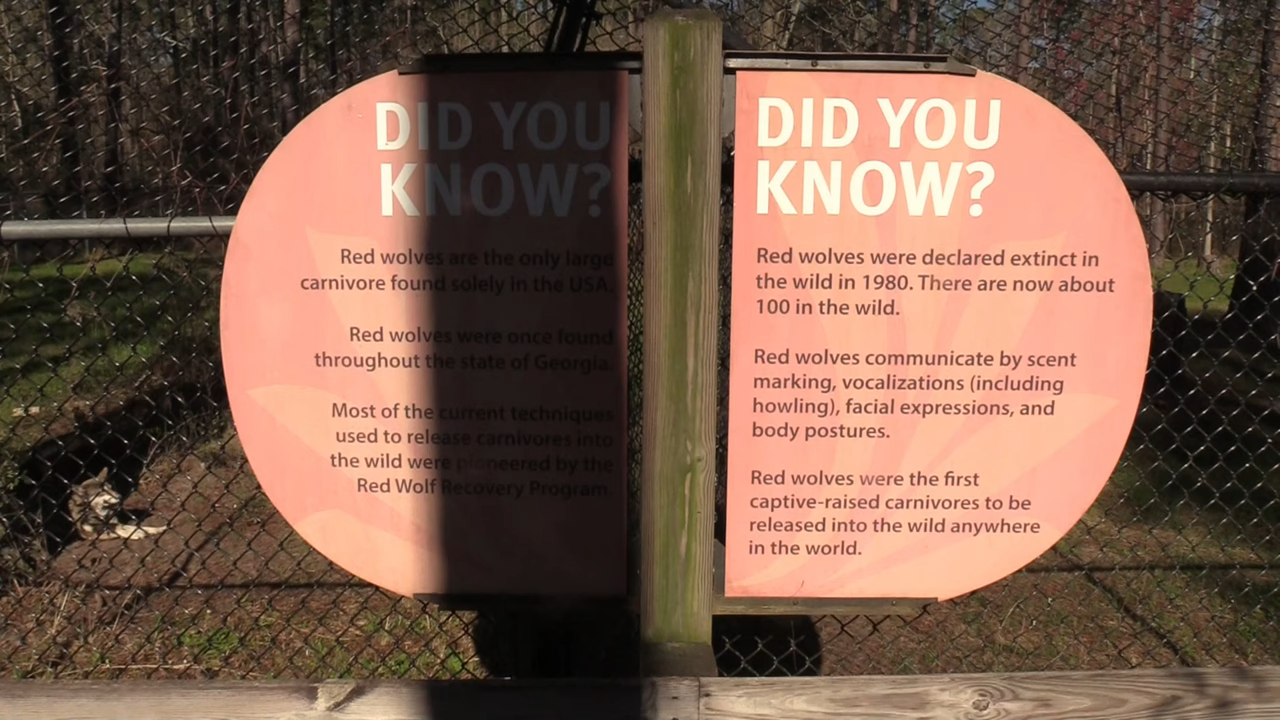 DID YOU
KNOW?
Red wolves are the only large
carnivore found solely in the USA.
Red wolves were once found
throughout the state of Georgia.
Most of the current techniques
used to release carnivores into
the wild were pioneered by the
Red Wolf Recovery Program.
DID YOU
KNOW?
Red wolves were declared extinct in
the wild in 1980. There are now about
100 in the wild.
Red wolves communicate by scent
marking, vocalizations (including
howling), facial expressions, and
body postures.
Red wolves were the first
captive-raised carnivores to be
released into the wild anywhere
in the world.